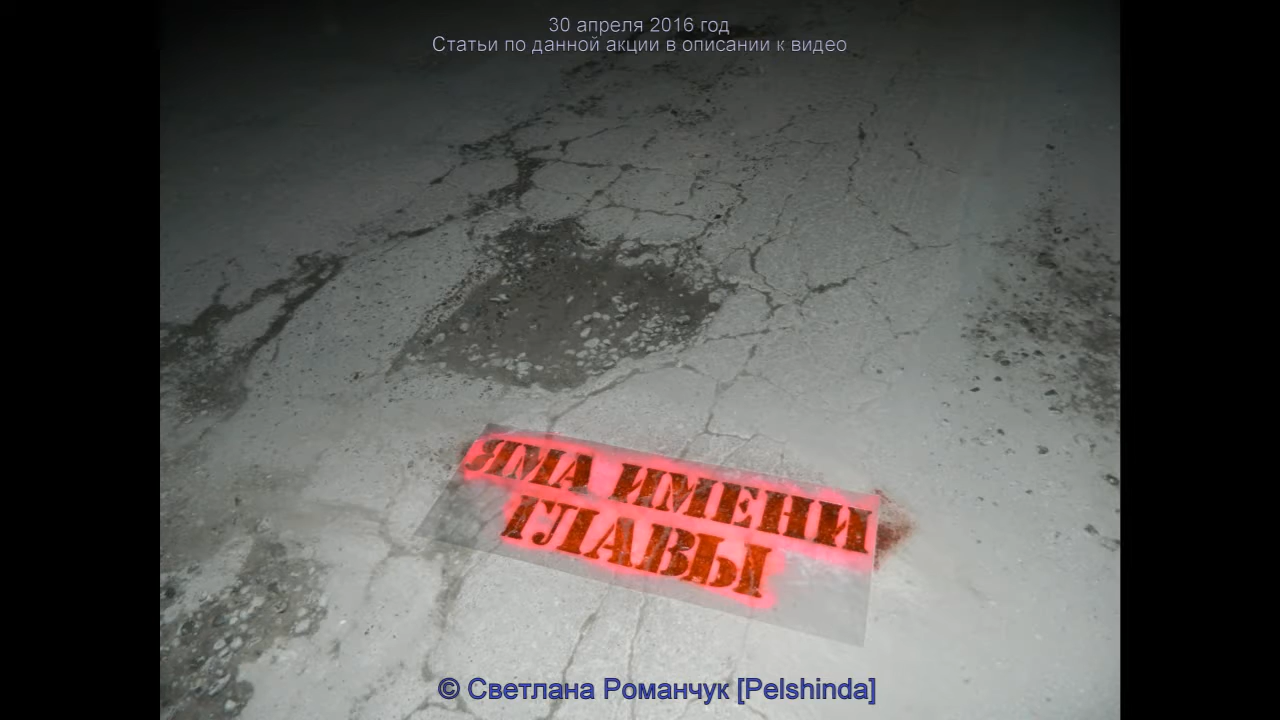 30 апреля 2016 год
Статьи по данной акции в описании к видео
ЯМА ИМЕНИ
ГЛАВЫ
© Светлана Романчук [Pelshinda]